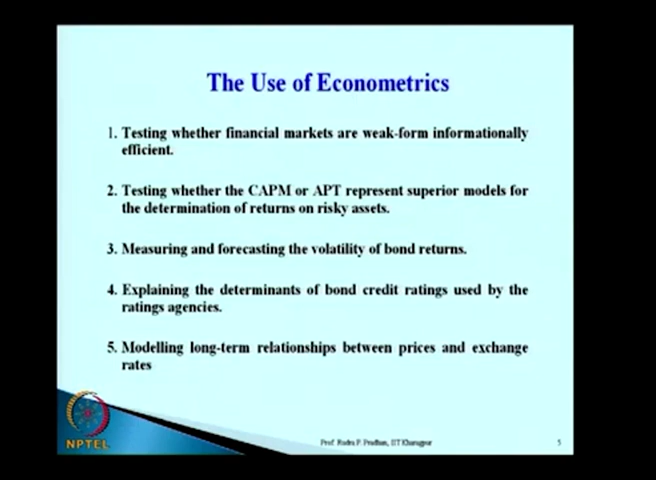 The Use of Econometrics
1. Testing whether financial markets are weak-form informationally
efficient.
2. Testing whether the CAPM or APT represent superior models for
the determination of returns on risky assets.
3. Measuring and forecasting the volatility of bond returns.
4. Explaining the determinants of bond credit ratings used by the
ratings agencies.
5. Modelling long-term relationships between prices and exchange
rates
NPTEL
Prof. Rudra P. Pradhan, IIT Kharagpur
5